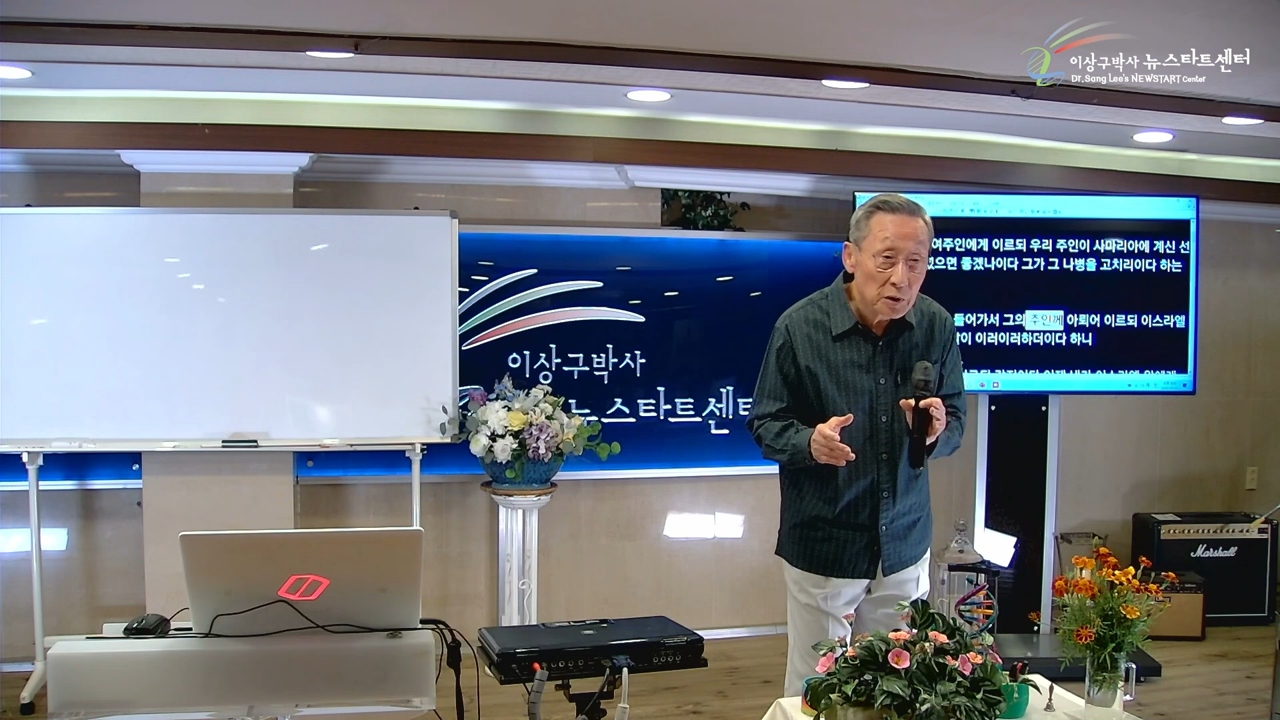 이상구박사 뉴스타트센터
Dr. Sang Lee's NEWSTART Center
여주인에게 이르되 우리 주인이 사마리아에 계신 선
으면 좋겠나이다 그가 그 나병을 고치리이다 하는
들어가서 그의 주인께 아뢰어 이르되 이스라엘
이 이러이러하더이다 하니
이상구박사
뉴스타트센터
Marshall